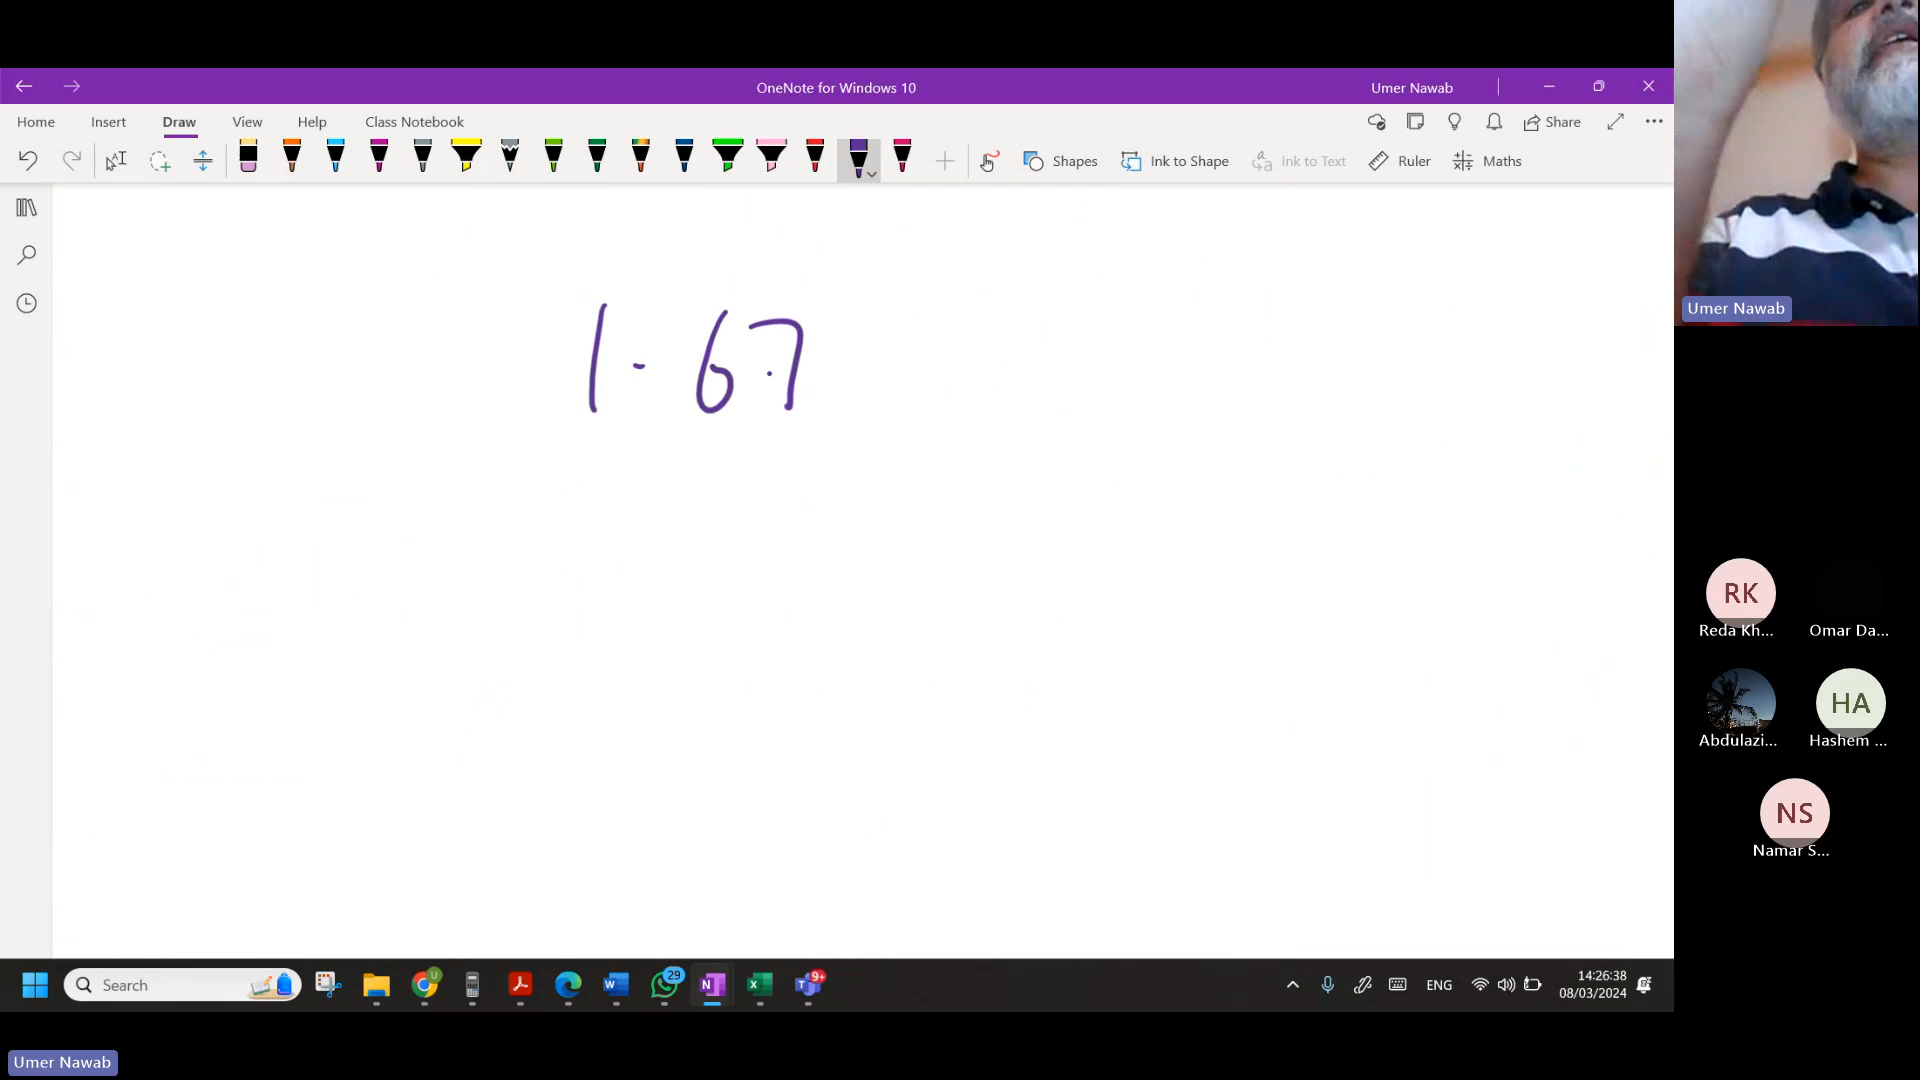 OneNote for Windows 10
Umer Nawab
Home Insert Draw View Help Class Notebook
Share
Shapes Ink to Shape Ink to Text Ruler Maths
1.67
Umer Nawab
RK
Reda Kh...
Omar Da...
Abdulazi...
HA
Hashem ...
NS
Namar S...
Search
29
9+
ENG
14:26:38
08/03/2024
Umer Nawab